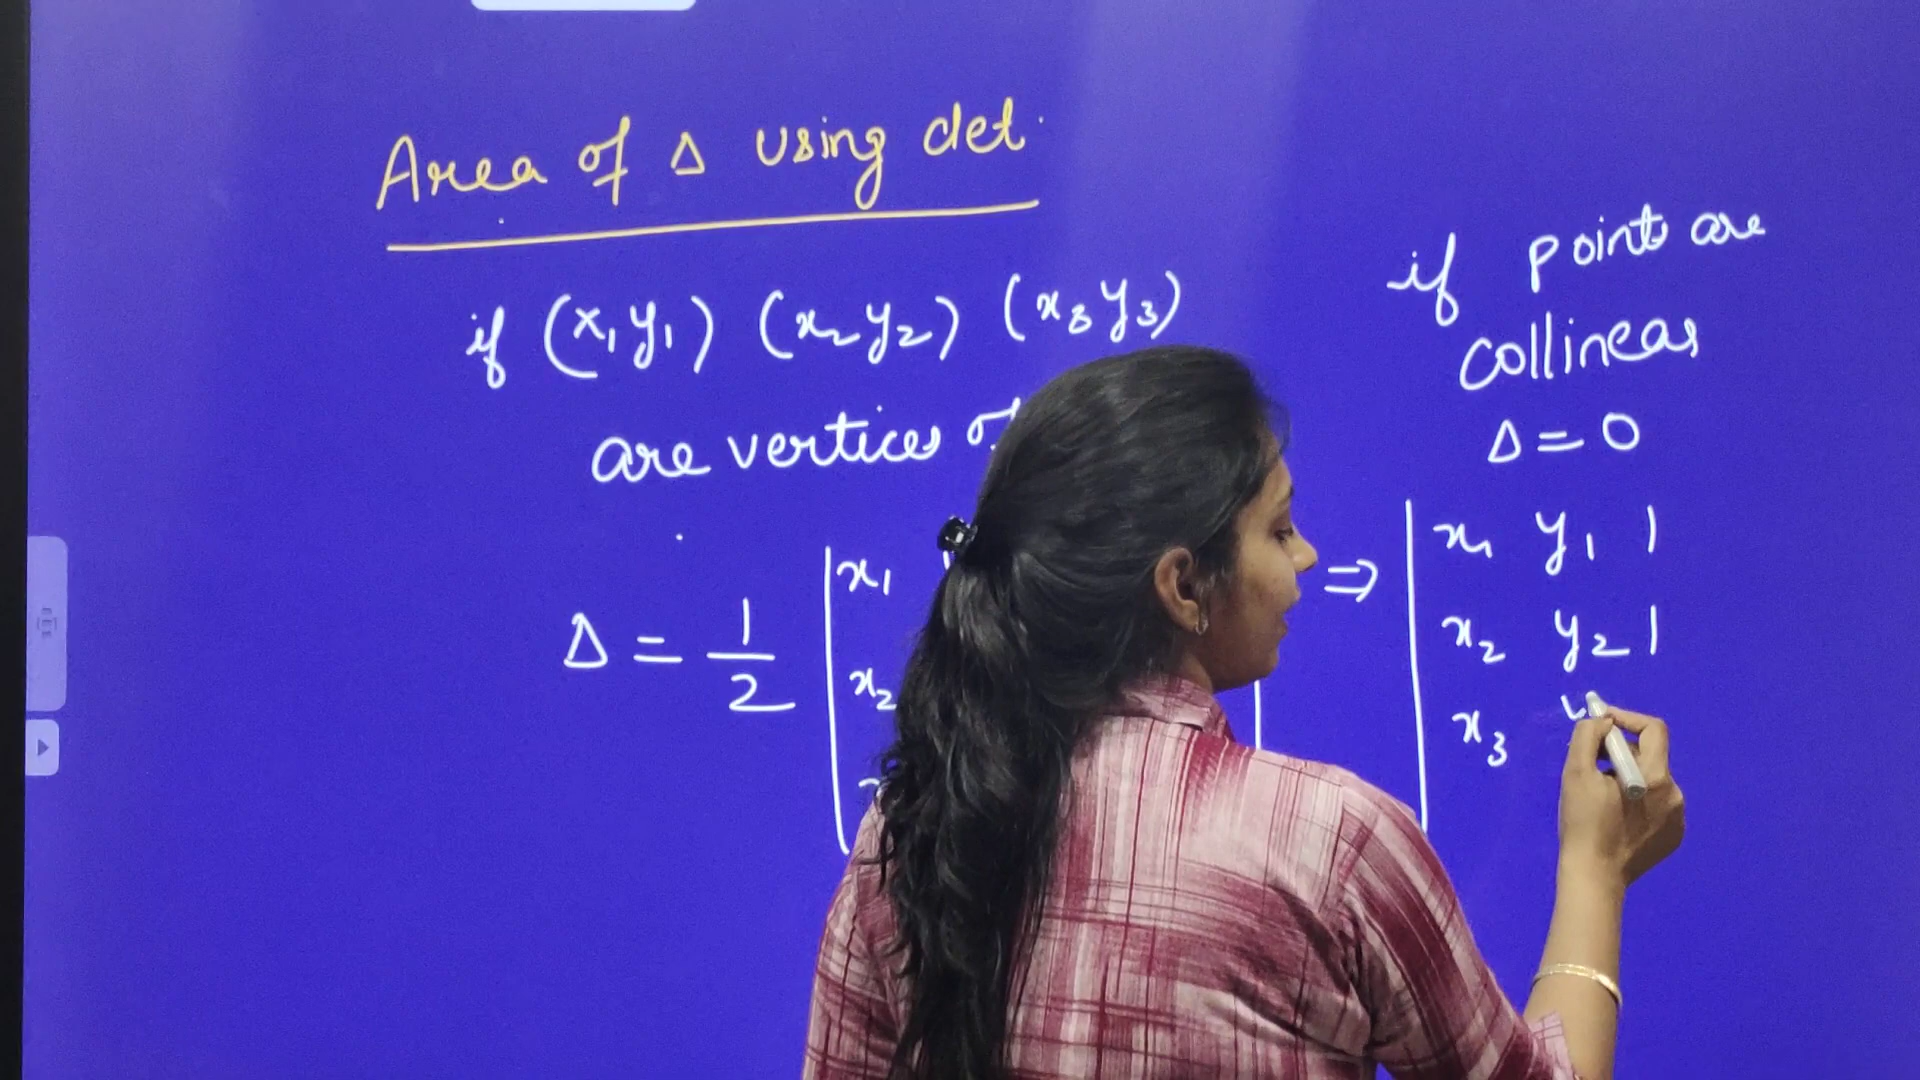 Area of Δ using det.
if (x₁y₁) (x₂y₂) (x₃y₃)
are vertices of
Δ = 1/2 | x₁
x₂
if points are
collinear
Δ = 0
⇒ | x₁ y₁ 1
x₂ y₂ 1
x₃